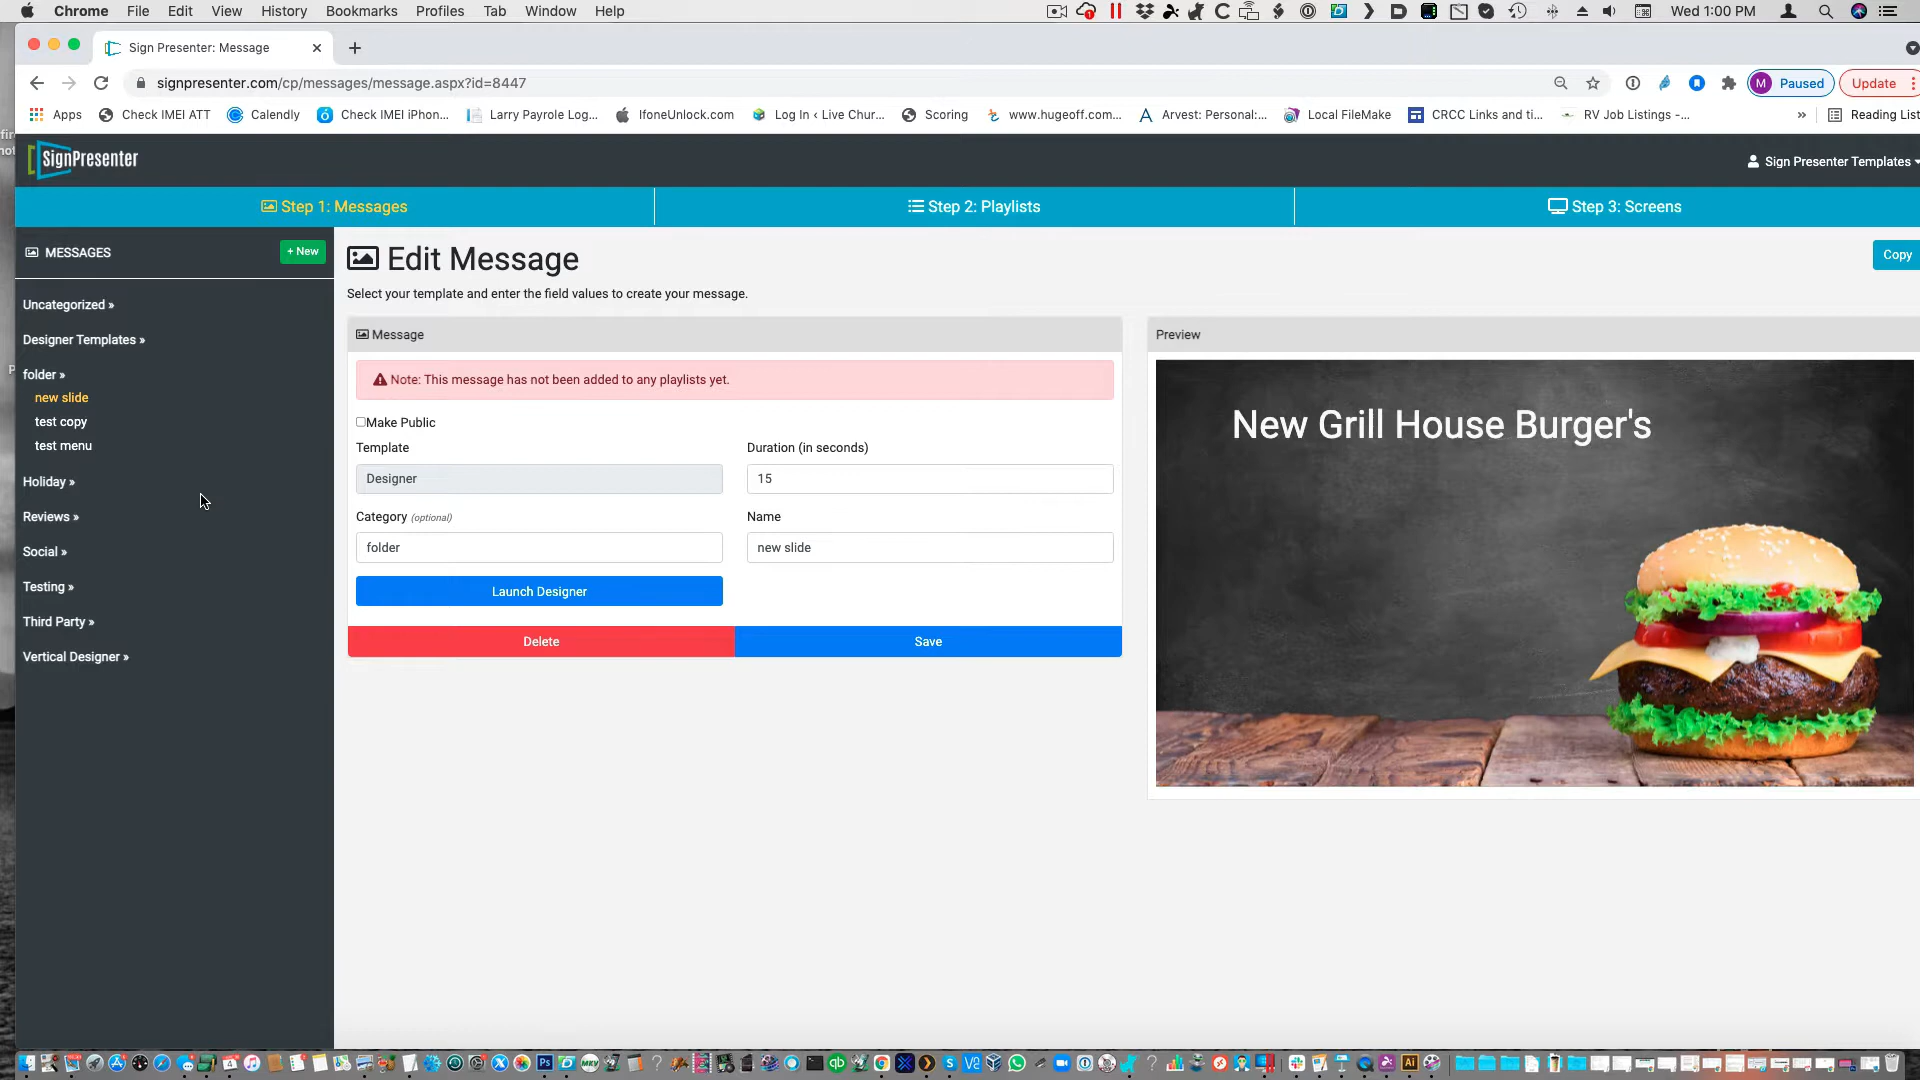 Chrome File Edit View History Bookmarks Profiles Tab Window Help
Wed 1:00 PM
Sign Presenter: Message
signpresenter.com/cp/messages/message.aspx?id=8447
M Paused
Update
Apps
Check IMEI ATT
Calendly
Check IMEI iPhon...
Larry Payrole Log...
IfoneUnlock.com
Log In ‹ Live Chur...
Scoring
www.hugeoff.com...
Arvest: Personal:...
Local FileMake
CRCC Links and ti...
RV Job Listings -...
»
Reading List
SignPresenter
Sign Presenter Templates
Step 1: Messages
Step 2: Playlists
Step 3: Screens
MESSAGES
+ New
Uncategorized »
Designer Templates »
folder »
new slide
test copy
test menu
Holiday »
Reviews »
Social »
Testing »
Third Party »
Vertical Designer »
Edit Message
Copy
Select your template and enter the field values to create your message.
Message
Note: This message has not been added to any playlists yet.
Make Public
Template
Designer
Duration (in seconds)
15
Category (optional)
folder
Name
new slide
Launch Designer
Delete
Save
Preview
New Grill House Burger's